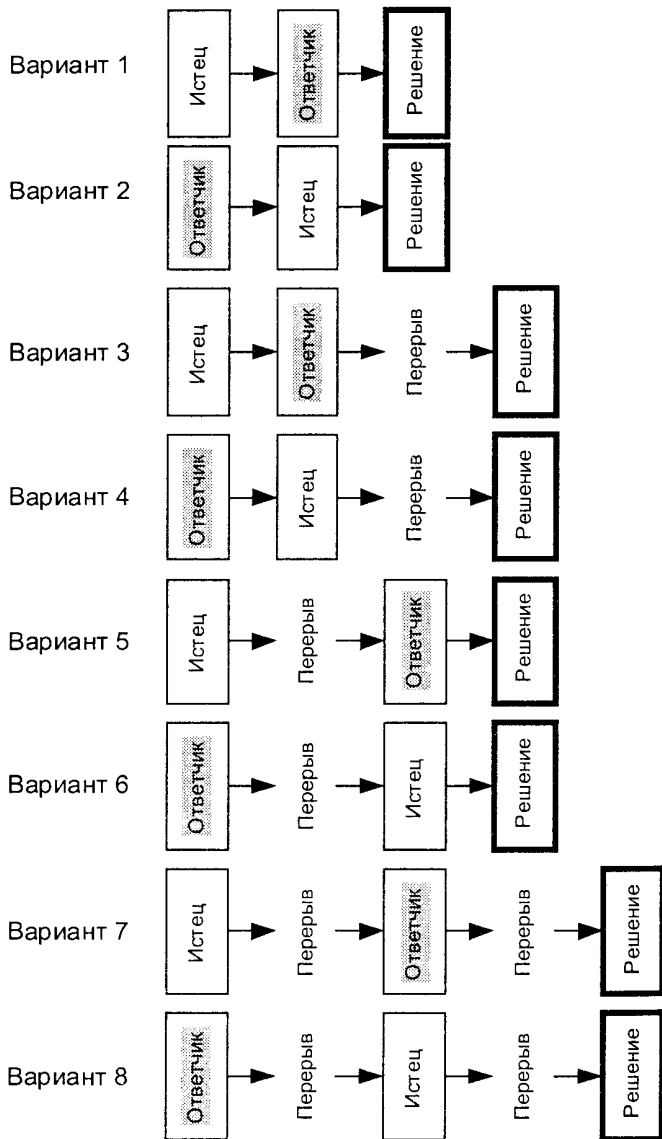 Вариант 1 Истец Ответчик Решение
Вариант 2 Ответчик Истец Решение
Вариант 3 Истец Ответчик Перерыв Решение
Вариант 4 Ответчик Истец Перерыв Решение
Вариант 5 Истец Перерыв Ответчик Решение
Вариант 6 Ответчик Перерыв Истец Решение
Вариант 7 Истец Перерыв Ответчик Перерыв Решение
Вариант 8 Ответчик Перерыв Истец Перерыв Решение